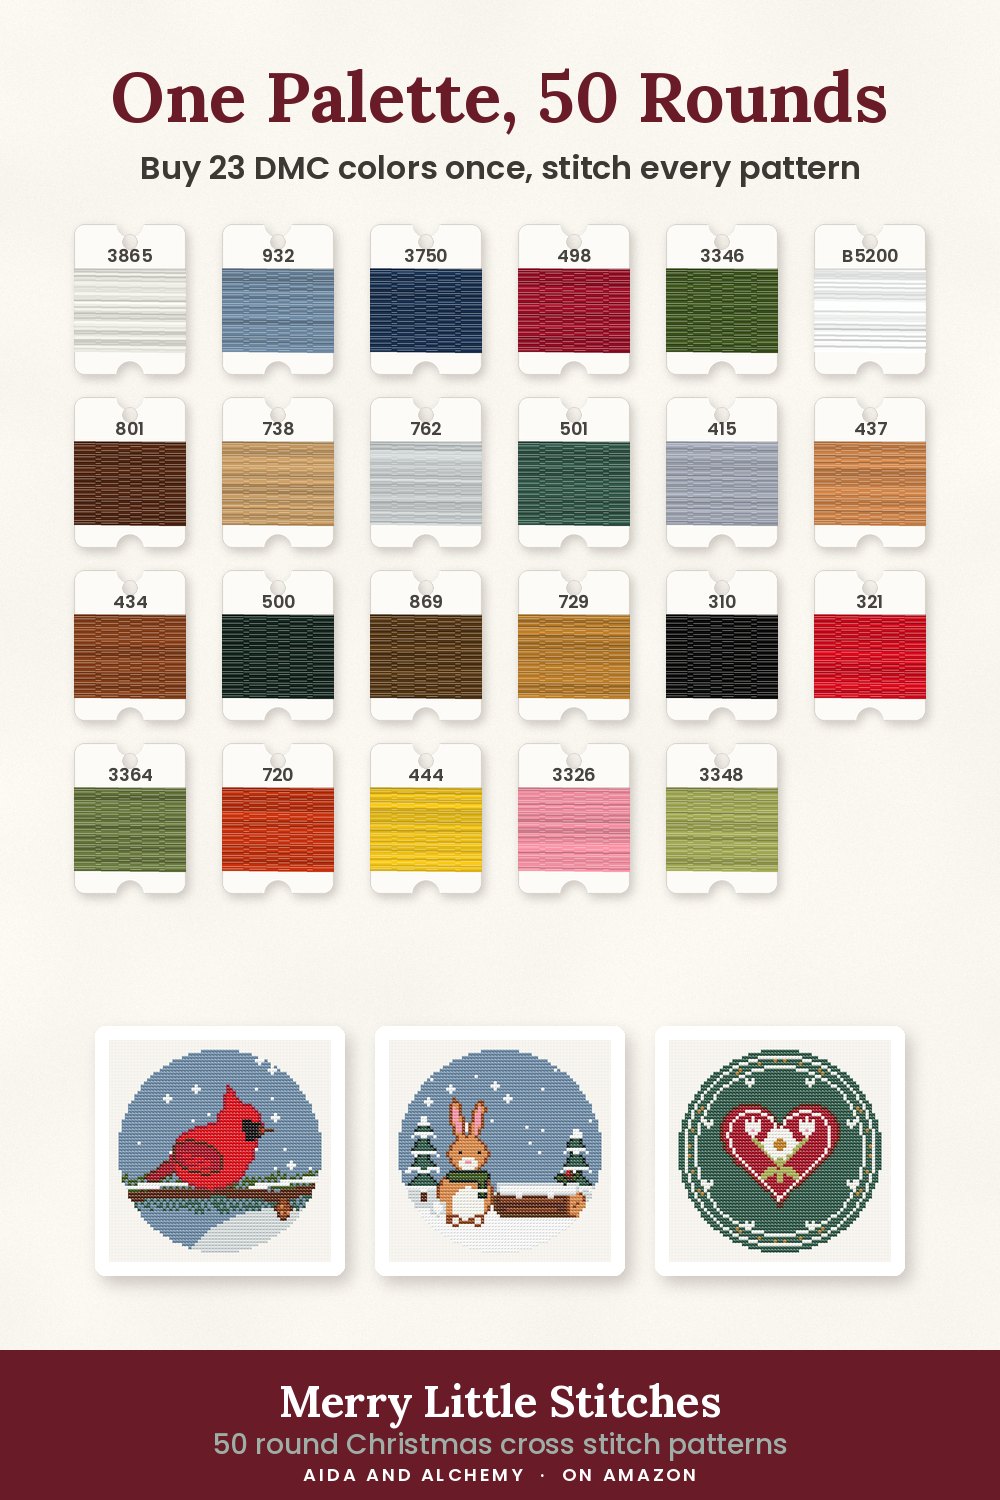 One Palette, 50 Rounds
Buy 23 DMC colors once, stitch every pattern
3865 932 3750 498 3346 B5200
801 738 762 501 415 437
434 500 869 729 310 321
3364 720 444 3326 3348
Merry Little Stitches
50 round Christmas cross stitch patterns
AIDA AND ALCHEMY · ON AMAZON